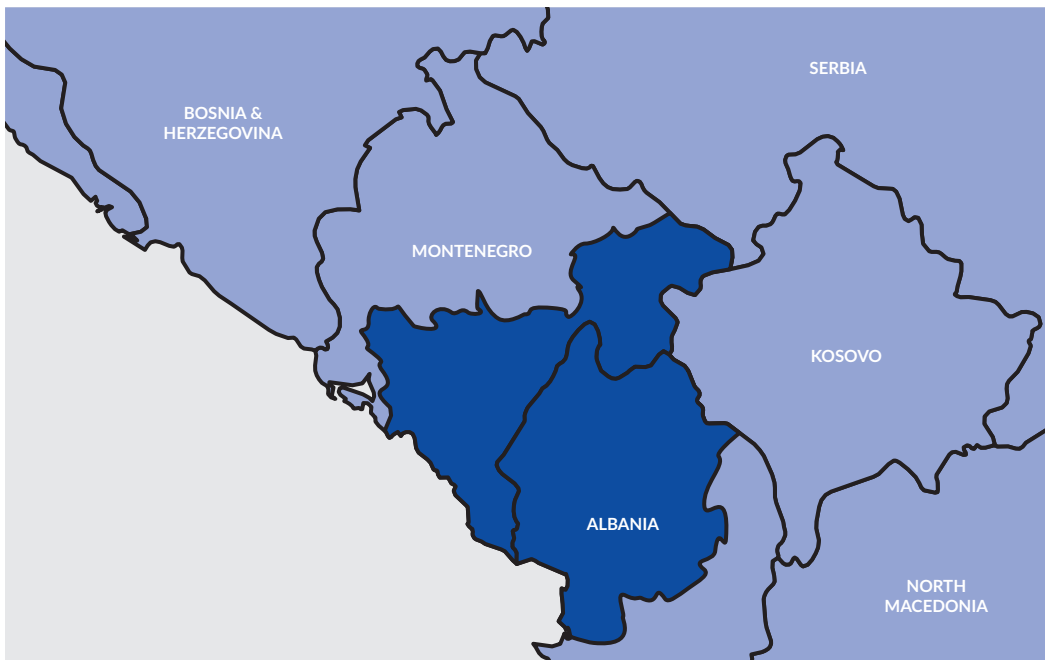 SERBIA
BOSNIA &
HERZEGOVINA
MONTENEGRO
KOSOVO
ALBANIA
NORTH
MACEDONIA